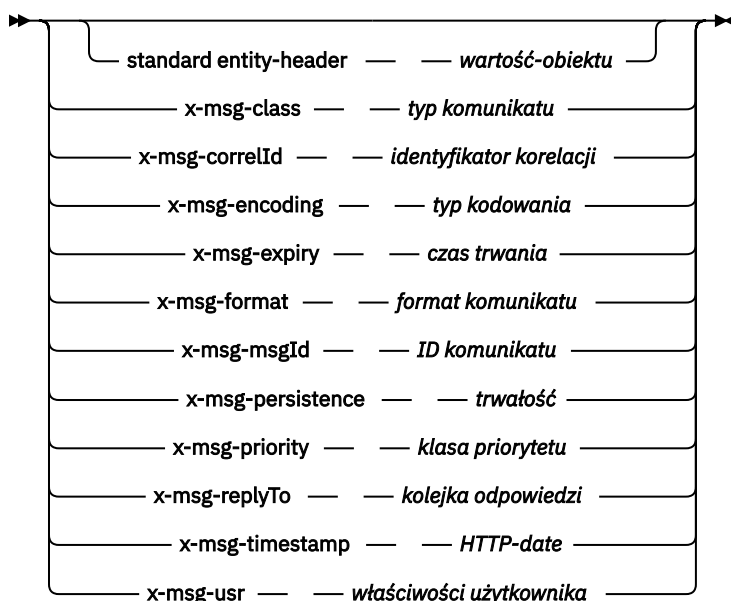 standard entity-header — — wartość-obiektu
x-msg-class — typ komunikatu
x-msg-correlId — — identyfikator korelacji
x-msg-encoding — — typ kodowania
x-msg-expiry — — czas trwania
x-msg-format — — format komunikatu
x-msg-msgId — — ID komunikatu
x-msg-persistence — — trwałość
x-msg-priority — — klasa priorytetu
x-msg-replyTo — — kolejka odpowiedzi
x-msg-timestamp — — HTTP-date
x-msg-usr — — właściwości użytkownika